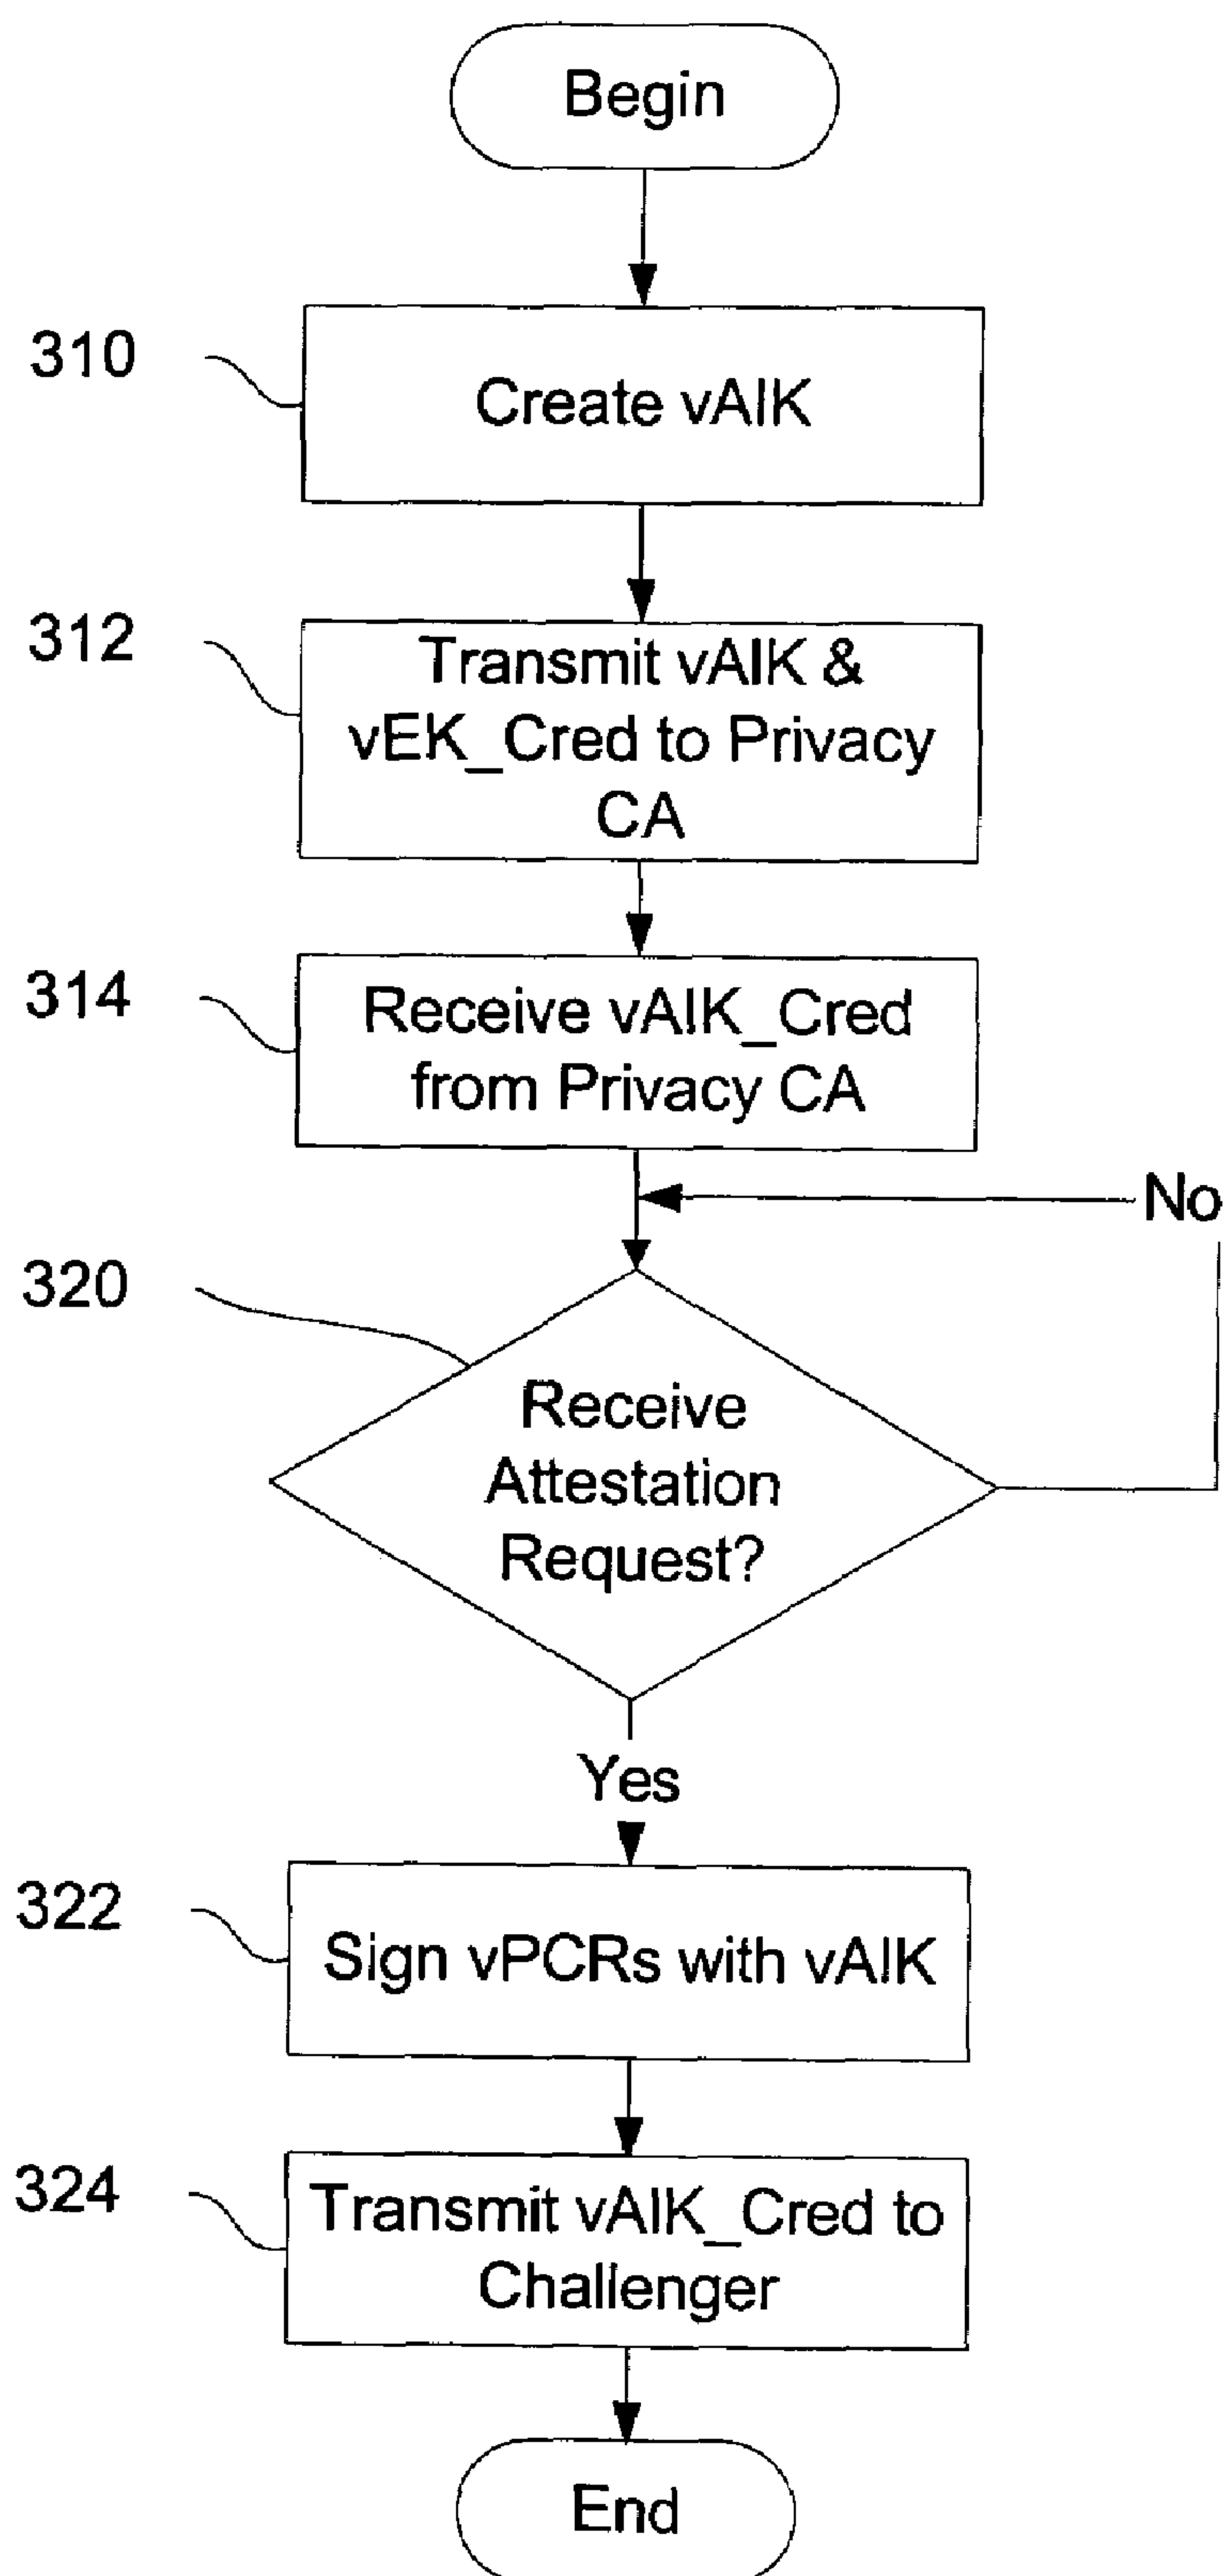 Begin
310
Create vAIK
312
Transmit vAIK &
vEK_Cred to Privacy
CA
314
Receive vAIK_Cred
from Privacy CA
No
320
Receive
Attestation
Request?
Yes
322
Sign vPCRs with vAIK
324
Transmit vAIK_Cred to
Challenger
End